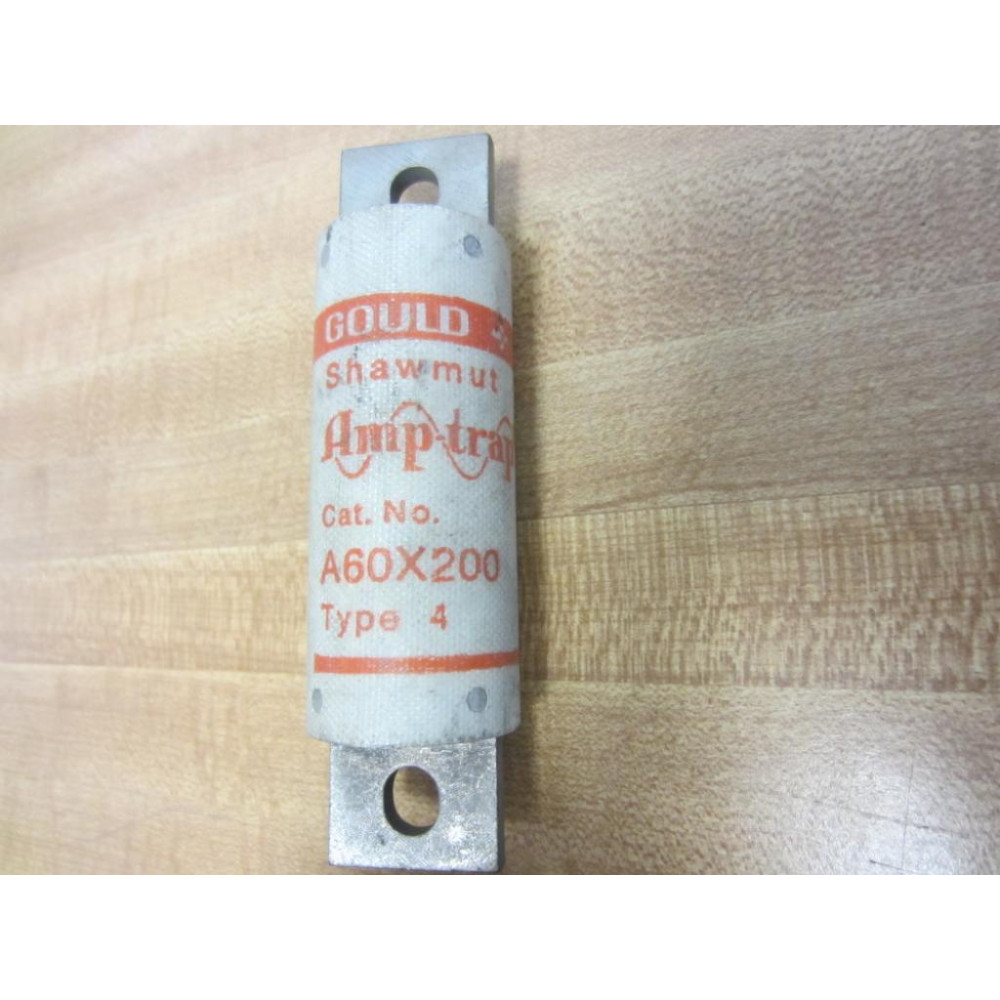 GOULD
Shawmut
Amp-trap
Cat. No.
A60X200
Type 4